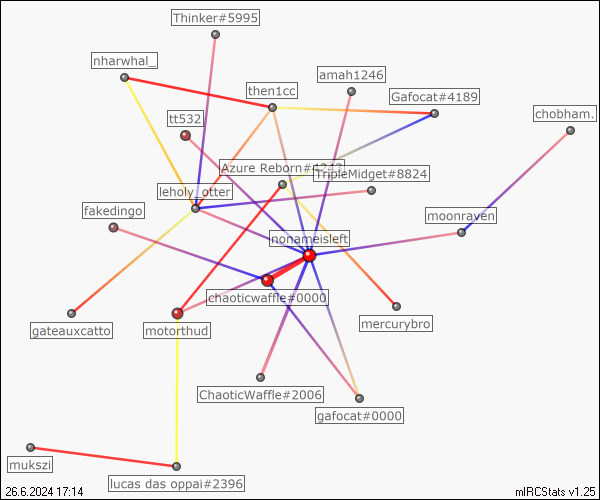 Thinker#5995
nharwhal_
amah1246
then1cc
Gafocat#4189
chobham.
tt532
Azure Reborn
TripleMidget#8824
leholy_otter
fakedingo
moonraven
nonameisleft
chaoticwaffle#0000
gateauxcatto
motorthud
mercurybro
ChaoticWaffle#2006
gafocat#0000
mukszi
lucas das oppai#2396
26.6.2024 17:14
mIRCStats v1.25